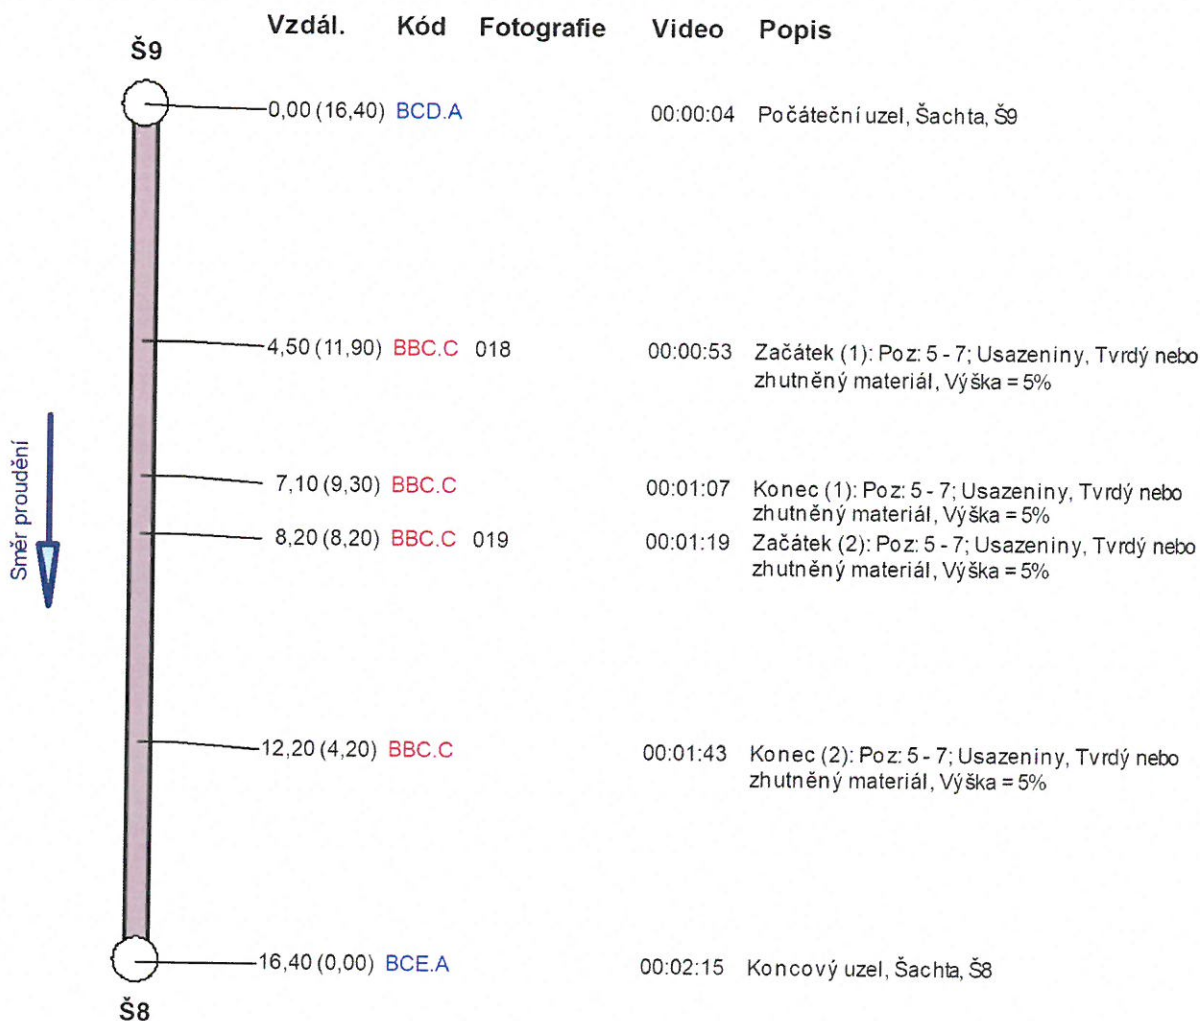 Vzdál. Kód Fotografie Video Popis
Š9
0,00 (16,40) BCD.A 00:00:04 Počáteční uzel, Šachta, Š9
4,50 (11,90) BBC.C 018 00:00:53 Začátek (1): Poz: 5 - 7; Usazeniny, Tvrdý nebo
zhutněný materiál, Výška = 5%
Směr proudění
7,10 (9,30) BBC.C 00:01:07 Konec (1): Poz: 5 - 7; Usazeniny, Tvrdý nebo
zhutněný materiál, Výška = 5%
8,20 (8,20) BBC.C 019 00:01:19 Začátek (2): Poz: 5 - 7; Usazeniny, Tvrdý nebo
zhutněný materiál, Výška = 5%
12,20 (4,20) BBC.C 00:01:43 Konec (2): Poz: 5 - 7; Usazeniny, Tvrdý nebo
zhutněný materiál, Výška = 5%
16,40 (0,00) BCE.A 00:02:15 Koncový uzel, Šachta, Š8
Š8